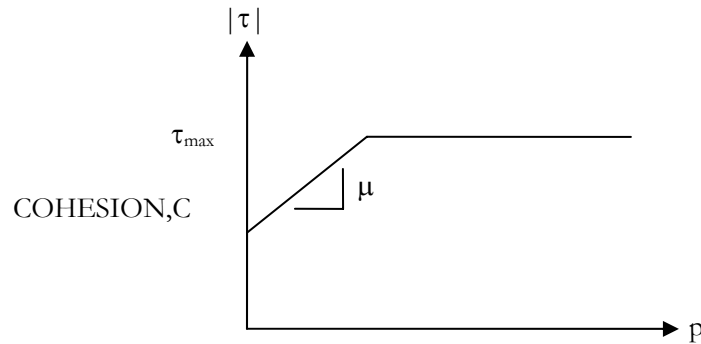 |τ|
τmax
μ
COHESION,C
p